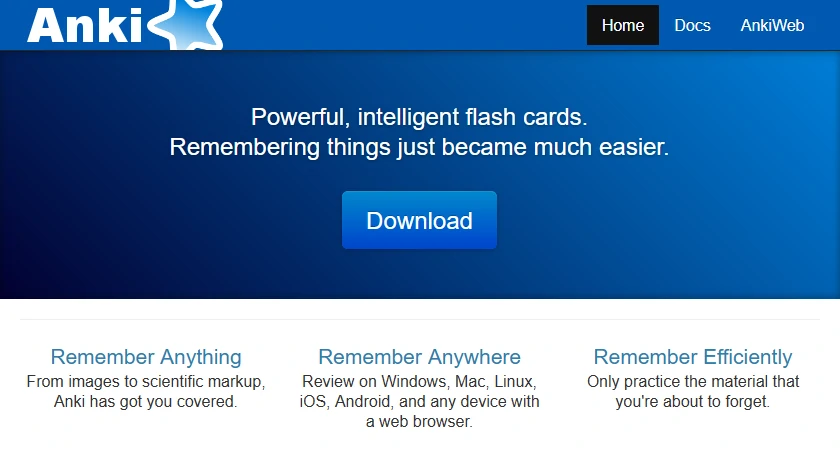 Anki
Home Docs AnkiWeb
Powerful, intelligent flash cards.
Remembering things just became much easier.
Download
Remember Anything
From images to scientific markup,
Anki has got you covered.
Remember Anywhere
Review on Windows, Mac, Linux,
iOS, Android, and any device with
a web browser.
Remember Efficiently
Only practice the material that
you're about to forget.